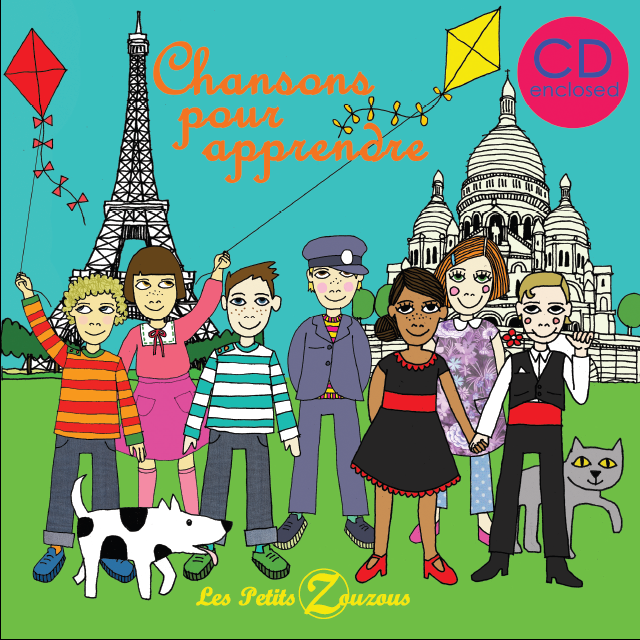 Chansons
pour
apprendre
CD
enclosed
Les Petits Zouzous